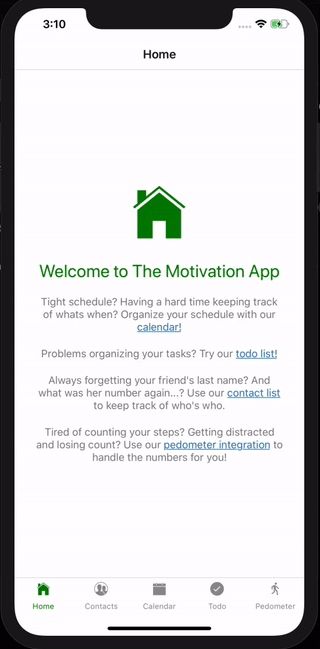 3:10
Home
Welcome to The Motivation App
Tight schedule? Having a hard time keeping track
of whats when? Organize your schedule with our
calendar!
Problems organizing your tasks? Try our todo list!
Always forgetting your friend's last name? And
what was her number again...? Use our contact list
to keep track of who's who.
Tired of counting your steps? Getting distracted
and losing count? Use our pedometer integration to
handle the numbers for you!
Home Contacts Calendar Todo Pedometer